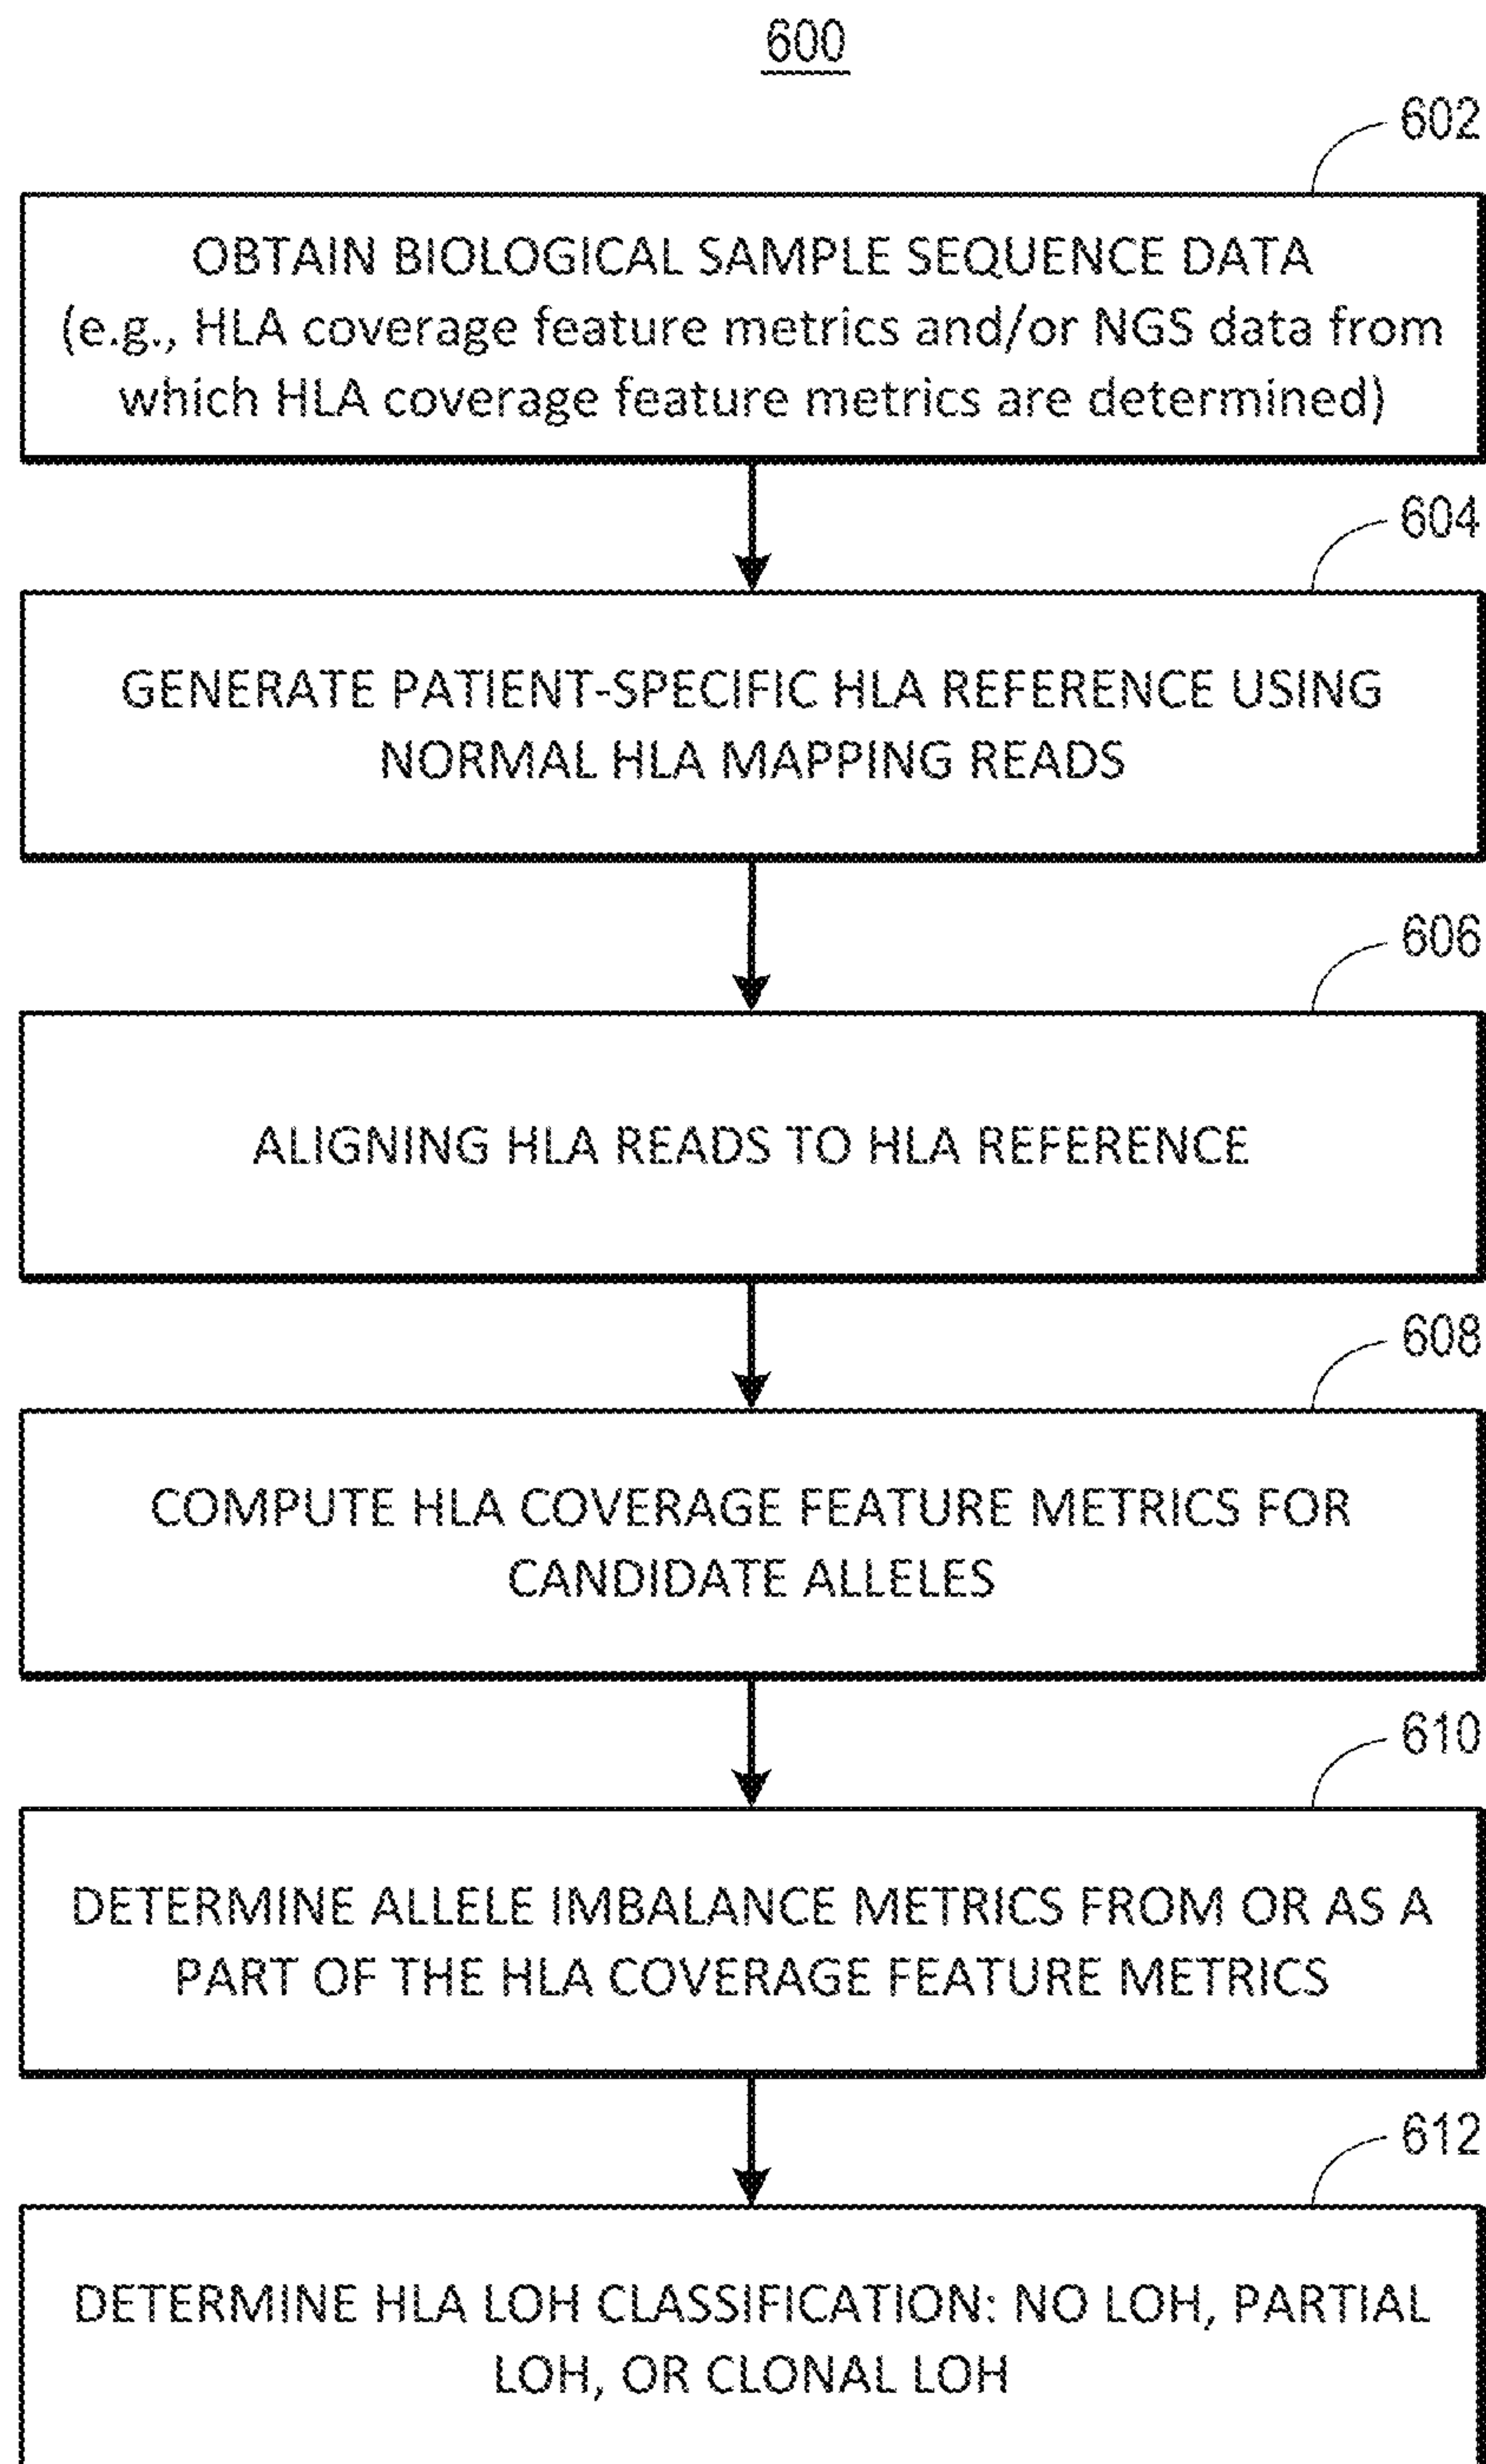 600
602
OBTAIN BIOLOGICAL SAMPLE SEQUENCE DATA
(e.g., HLA coverage feature metrics and/or NGS data from
which HLA coverage feature metrics are determined)
604
GENERATE PATIENT-SPECIFIC HLA REFERENCE USING
NORMAL HLA MAPPING READS
606
ALIGNING HLA READS TO HLA REFERENCE
608
COMPUTE HLA COVERAGE FEATURE METRICS FOR
CANDIDATE ALLELES
610
DETERMINE ALLELE IMBALANCE METRICS FROM OR AS A
PART OF THE HLA COVERAGE FEATURE METRICS
612
DETERMINE HLA LOH CLASSIFICATION: NO LOH, PARTIAL
LOH, OR CLONAL LOH